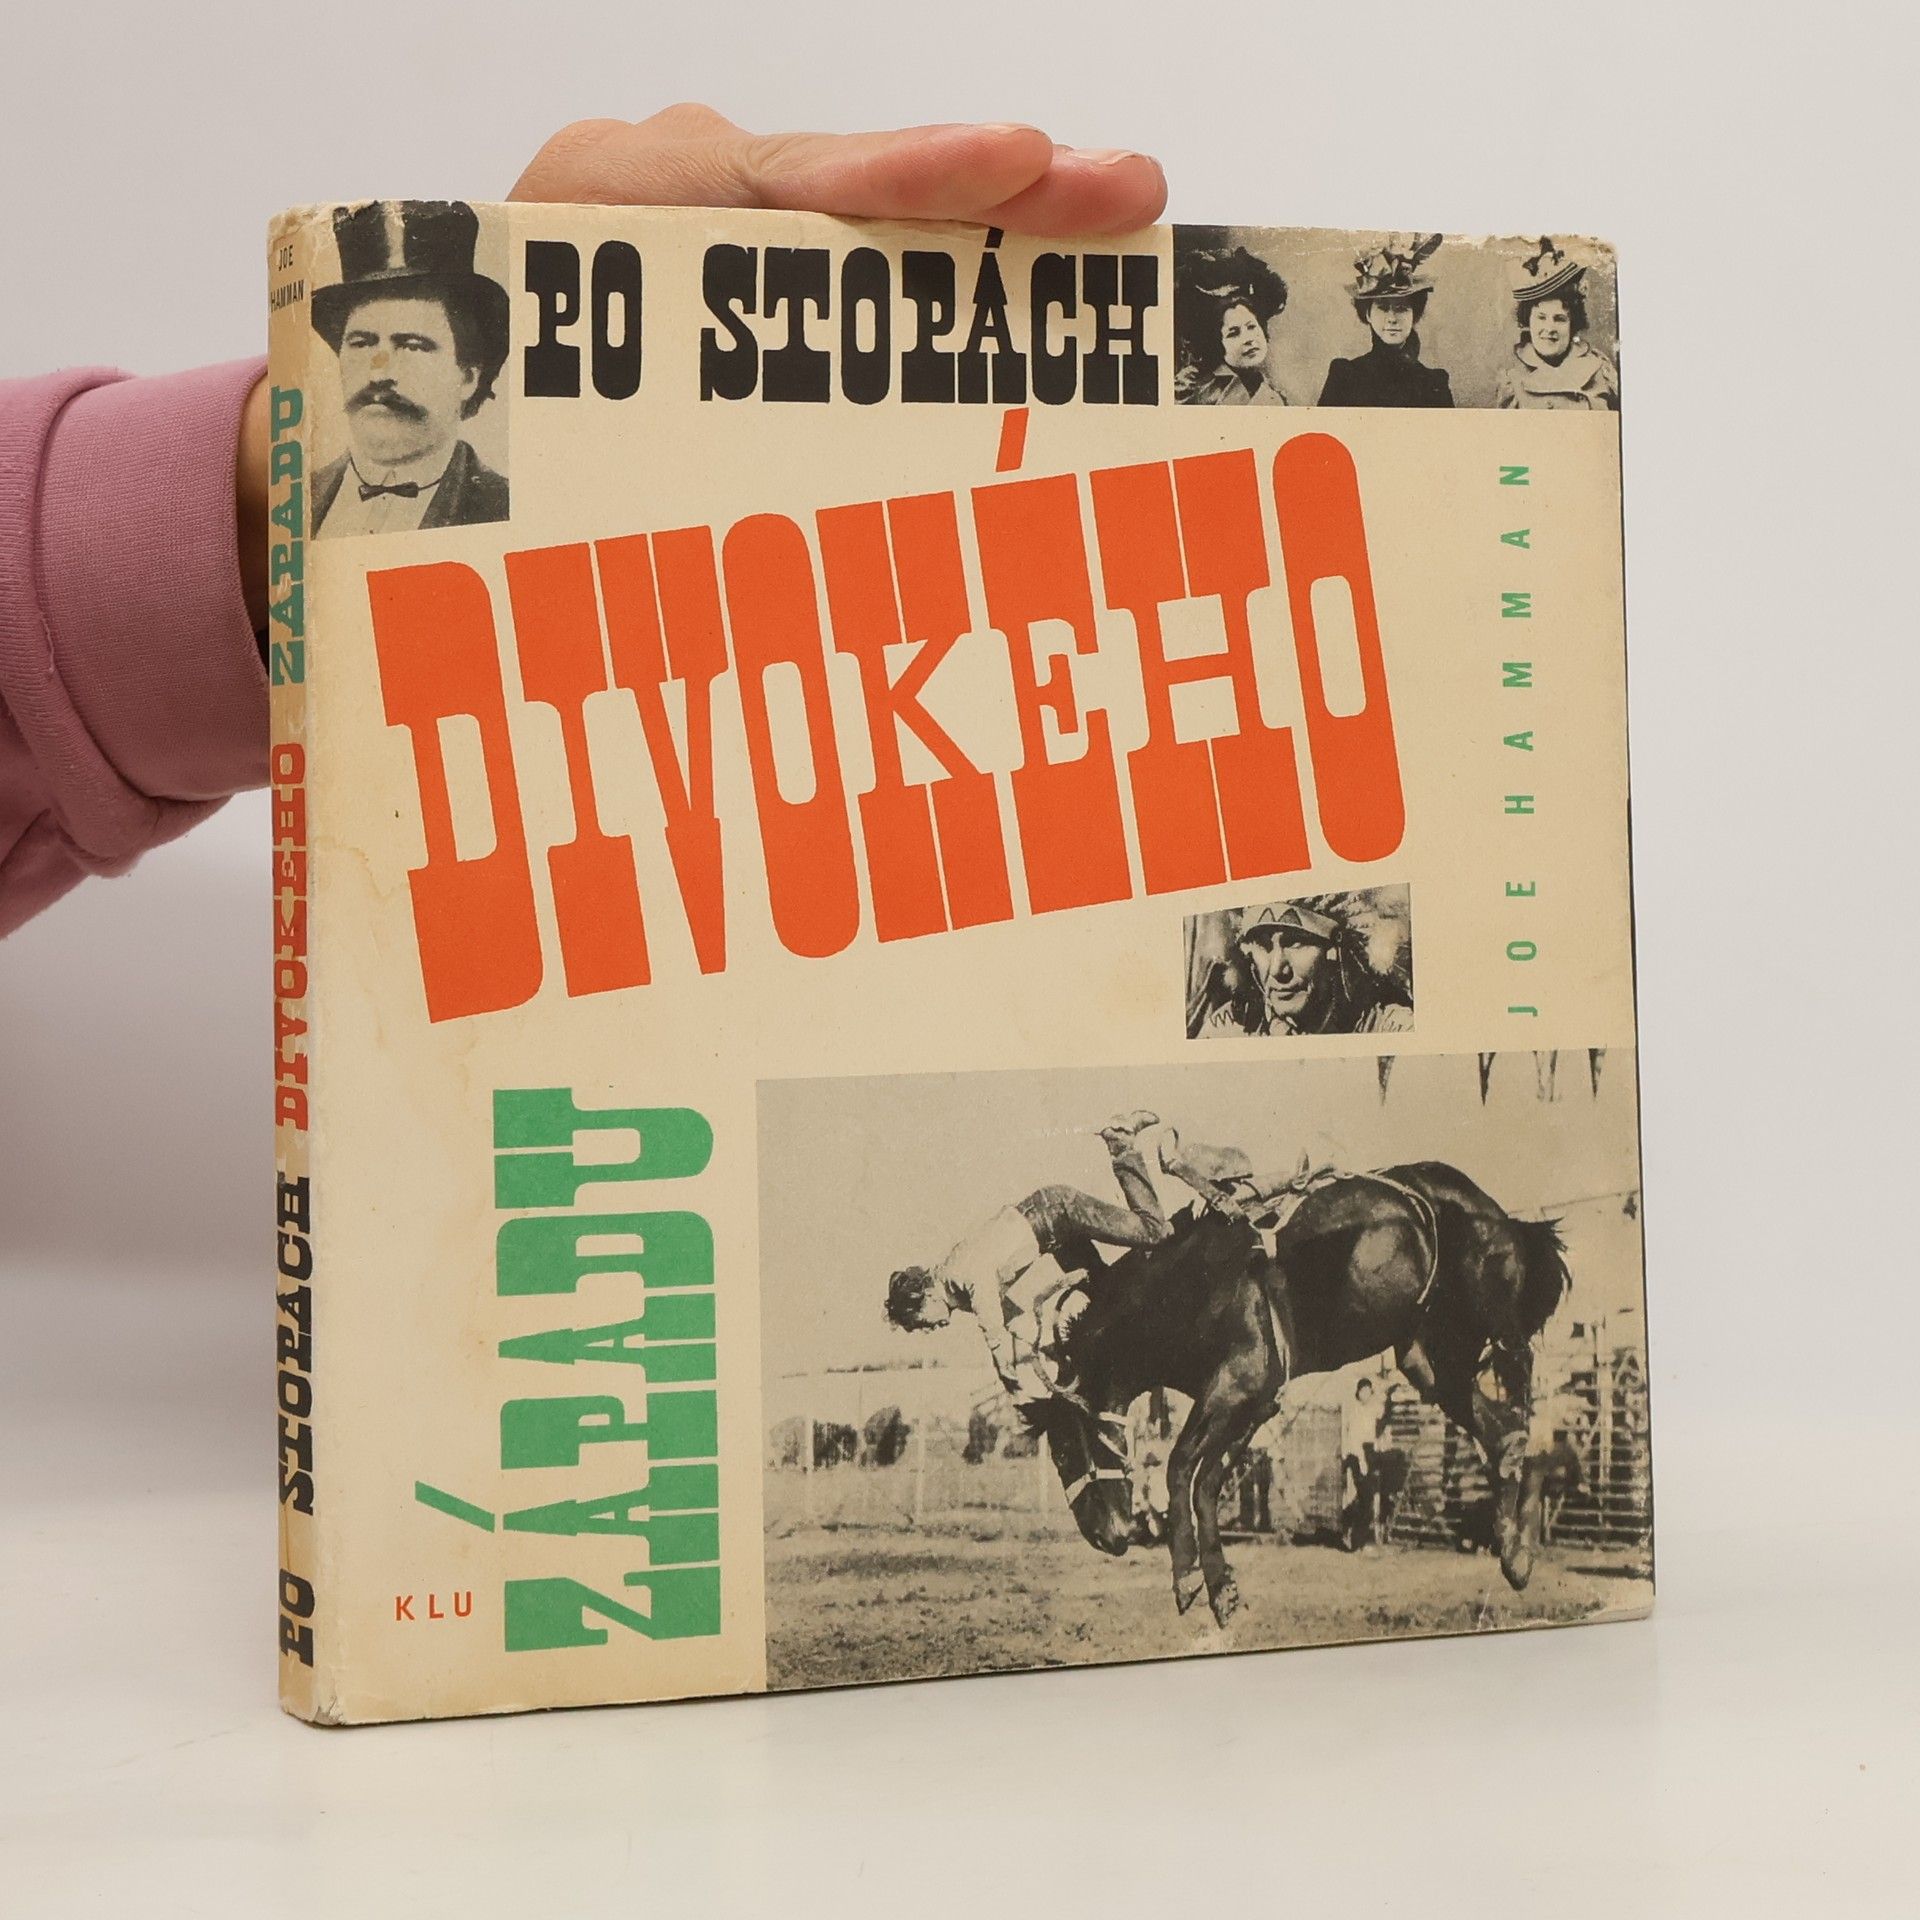 PO STOPÁCH
DIVOKÉHO
ZÁPADU
JOE HAMMAN
KLU
JOE
HAMMAN
PO STOPÁCH DIVOKÉHO ZÁPADU